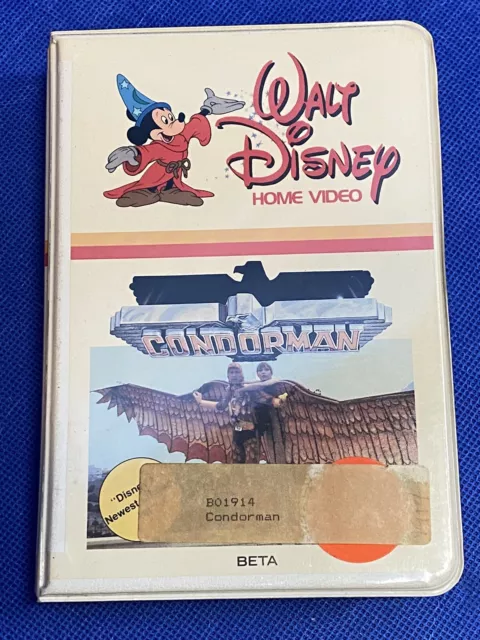 WALT
DISNEY
HOME VIDEO
CONDORMAN
"Disne
Newest
B01914
Condorman
BETA